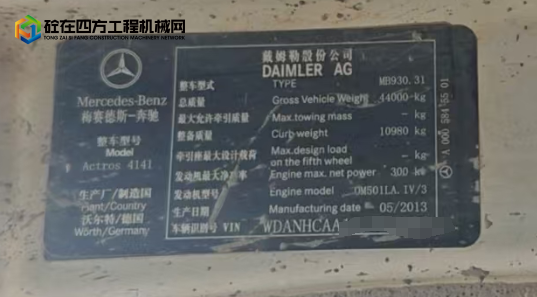 砼在四方工程机械网
TONG ZAI SI FANG CONSTRUCTION MACHINERY NETWORK
戴姆勒股份公司
DAIMLER AG
Mercedes-Benz
梅赛德斯-奔驰
整车型号
Model
Actros 4141
生产厂/制造国
Plant/Country
沃尔特/德国
Wörth/Germany
整车型式 TYPE MB930.31
总质量 Gross Vehicle Weight 44000-kg
最大允许牵引质量 Max.towing mass - kg
整备质量 Curb weight 10980 kg
牵引座最大设计载荷 Max.design load on the fifth wheel - kg
发动机最大净功率 Engine max. net power 300 kW
发动机型号 Engine model OM501LA.IV/3
生产日期 Manufacturing date 05/2013
车辆识别号 VIN WDANHCAA
A 000 584 55 01